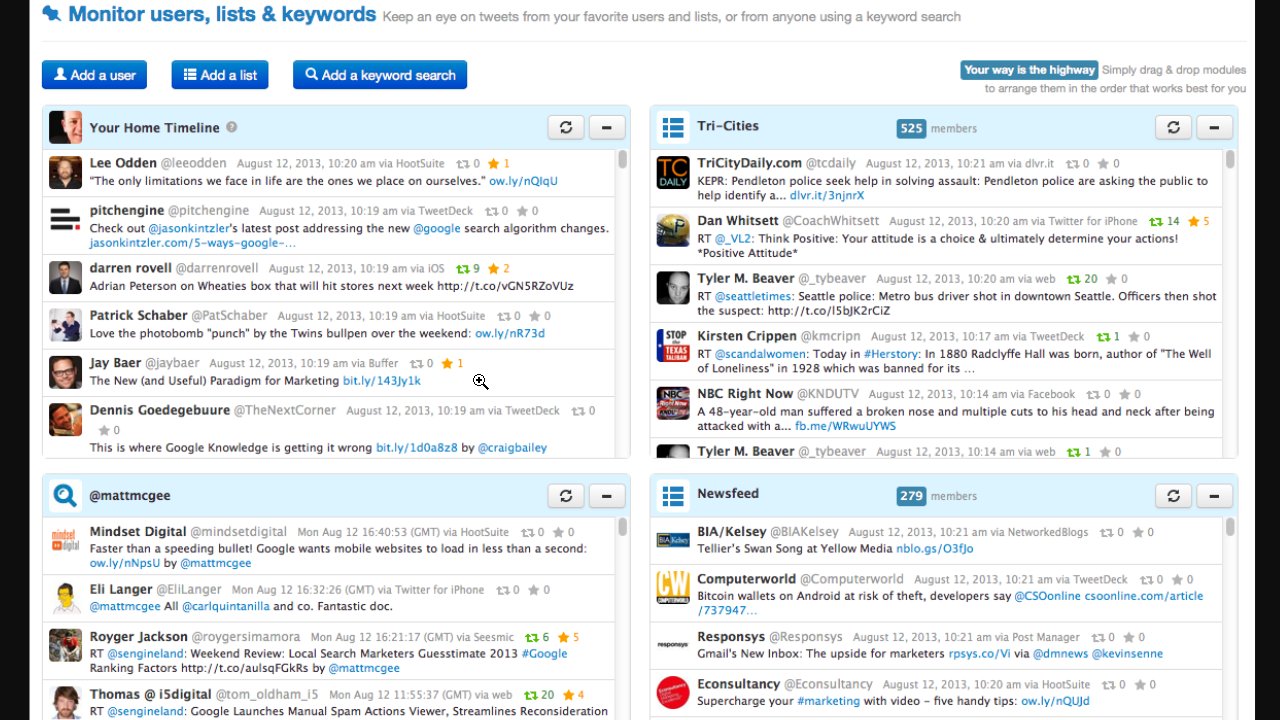 Monitor users, lists & keywords Keep an eye on tweets from your favorite users and lists, or from anyone using a keyword search
Add a user
Add a list
Add a keyword search
Your way is the highway Simply drag & drop modules
to arrange them in the order that works best for you
Your Home Timeline ?
Lee Odden @leeodden August 12, 2013, 10:20 am via HootSuite 0 1
"The only limitations we face in life are the ones we place on ourselves." ow.ly/nQIqU
pitchengine @pitchengine August 12, 2013, 10:19 am via TweetDeck 0 0
Check out @jasonkintzler's latest post addressing the new @google search algorithm changes.
jasonkintzler.com/5-ways-google-...
darren rovell @darrenrovell August 12, 2013, 10:19 am via iOS 9 2
Adrian Peterson on Wheaties box that will hit stores next week http://t.co/vGN5RZoVUz
Patrick Schaber @PatSchaber August 12, 2013, 10:19 am via HootSuite 0 0
Love the photobomb "punch" by the Twins bullpen over the weekend: ow.ly/nR73d
Jay Baer @jaybaer August 12, 2013, 10:19 am via Buffer 0 1
The New (and Useful) Paradigm for Marketing bit.ly/143Jy1k
Dennis Goedegebuure @TheNextCorner August 12, 2013, 10:19 am via TweetDeck 0
0
This is where Google Knowledge is getting it wrong bit.ly/1d0a8z8 by @craigbailey
Tri-Cities 525 members
TC
DAILY
TriCityDaily.com @tcdaily August 12, 2013, 10:21 am via dlvr.it 0 0
KEPR: Pendleton police seek help in solving assault: Pendleton police are asking the public to
help identify a... dlvr.it/3njnrX
Dan Whitsett @CoachWhitsett August 12, 2013, 10:20 am via Twitter for iPhone 14 5
RT @_VL2: Think Positive: Your attitude is a choice & ultimately determine your actions!
*Positive Attitude*
Tyler M. Beaver @_tybeaver August 12, 2013, 10:20 am via web 20 0
RT @seattletimes: Seattle police: Metro bus driver shot in downtown Seattle. Officers then shot
the suspect: http://t.co/I5bJK2rCiZ
STOP
THE
TEXAS
TALIBAN
Kirsten Crippen @kmcripn August 12, 2013, 10:17 am via TweetDeck 1 0
RT @scandalwomen: Today in #Herstory: In 1880 Radclyffe Hall was born, author of "The Well
of Loneliness" in 1928 which was banned for its ...
NBC Right Now @KNDUTV August 12, 2013, 10:14 am via Facebook 0 0
A 48-year-old man suffered a broken nose and multiple cuts to his head and neck after being
attacked with a... fb.me/WRwuUYWS
Tyler M. Beaver @_tybeaver August 12, 2013, 10:14 am via web 1 0
@mattmcgee
mindset
digital
Mindset Digital @mindsetdigital Mon Aug 12 16:40:53 (GMT) via HootSuite 0 0
Faster than a speeding bullet! Google wants mobile websites to load in less than a second:
ow.ly/nNpsU by @mattmcgee
Eli Langer @EliLanger Mon Aug 12 16:32:26 (GMT) via Twitter for iPhone 0 0
@mattmcgee All @carlquintanilla and co. Fantastic doc.
Royger Jackson @roygersimamora Mon Aug 12 16:21:17 (GMT) via Seesmic 6 5
RT @sengineland: Weekend Review: Local Search Marketers Guesstimate 2013 #Google
Ranking Factors http://t.co/aulsqFGkRs by @mattmcgee
Thomas @ i5digital @tom_oldham_i5 Mon Aug 12 11:55:37 (GMT) via web 20 4
RT @sengineland: Google Launches Manual Spam Actions Viewer, Streamlines Reconsideration
Newsfeed 279 members
BIA/Kelsey
BIA/Kelsey @BIAKelsey August 12, 2013, 10:21 am via NetworkedBlogs 0 0
Tellier's Swan Song at Yellow Media nblo.gs/O3fJo
CW
Computerworld @Computerworld August 12, 2013, 10:21 am via TweetDeck 0 0
Bitcoin wallets on Android at risk of theft, developers say @CSOonline csoonline.com/article
/737947...
responsys
Responsys @Responsys August 12, 2013, 10:21 am via Post Manager 0 0
Gmail's New Inbox: The upside for marketers rpsys.co/Vi via @dmnews @kevinsenne
Econsultancy
Econsultancy @Econsultancy August 12, 2013, 10:20 am via HootSuite 0 0
Supercharge your #marketing with video - five handy tips: ow.ly/nQUJd